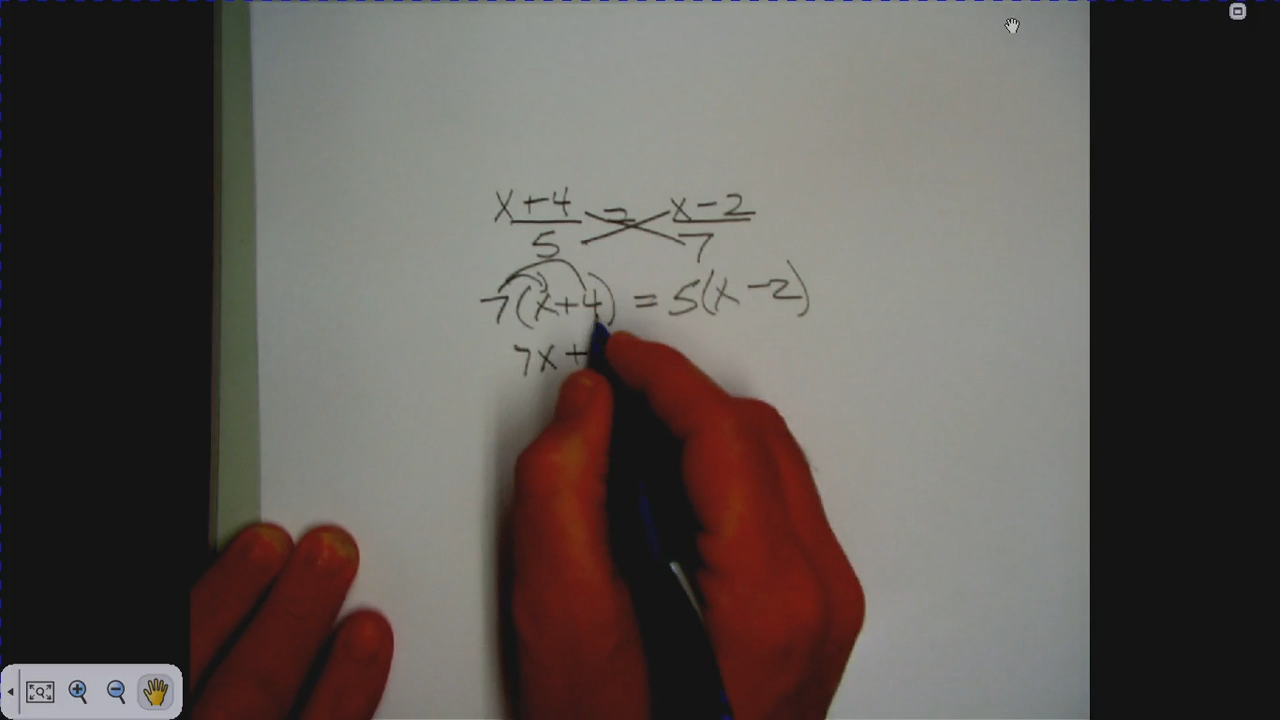 x+4 = x-2
5 7
7(x+4) = 5(x-2)
7x+